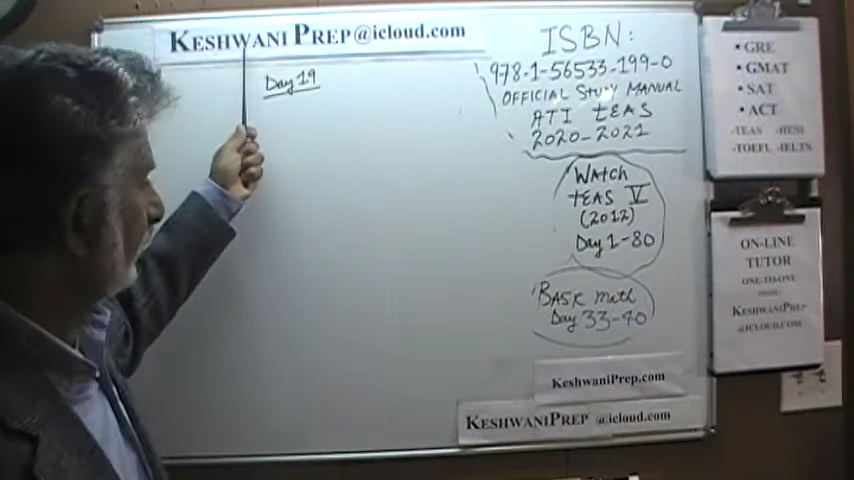 KESHWANI PREP@icloud.com
Day 19
ISBN:
978-1-56533-199-0
OFFICIAL STUDY MANUAL
ATI TEAS
2020-2021
WATCH
TEAS V
(2012)
Day 1-80
BASIC Math
Day 33-40
KESHWANIPREP.com
KESHWANIPREP @icloud.com
• GRE
• GMAT
• SAT
• ACT
-TEAS -HESI
-TOEFL -IELTS
ON-LINE
TUTOR
ONE-TO-ONE
KESHWANIPREP
@ICLOUD.COM